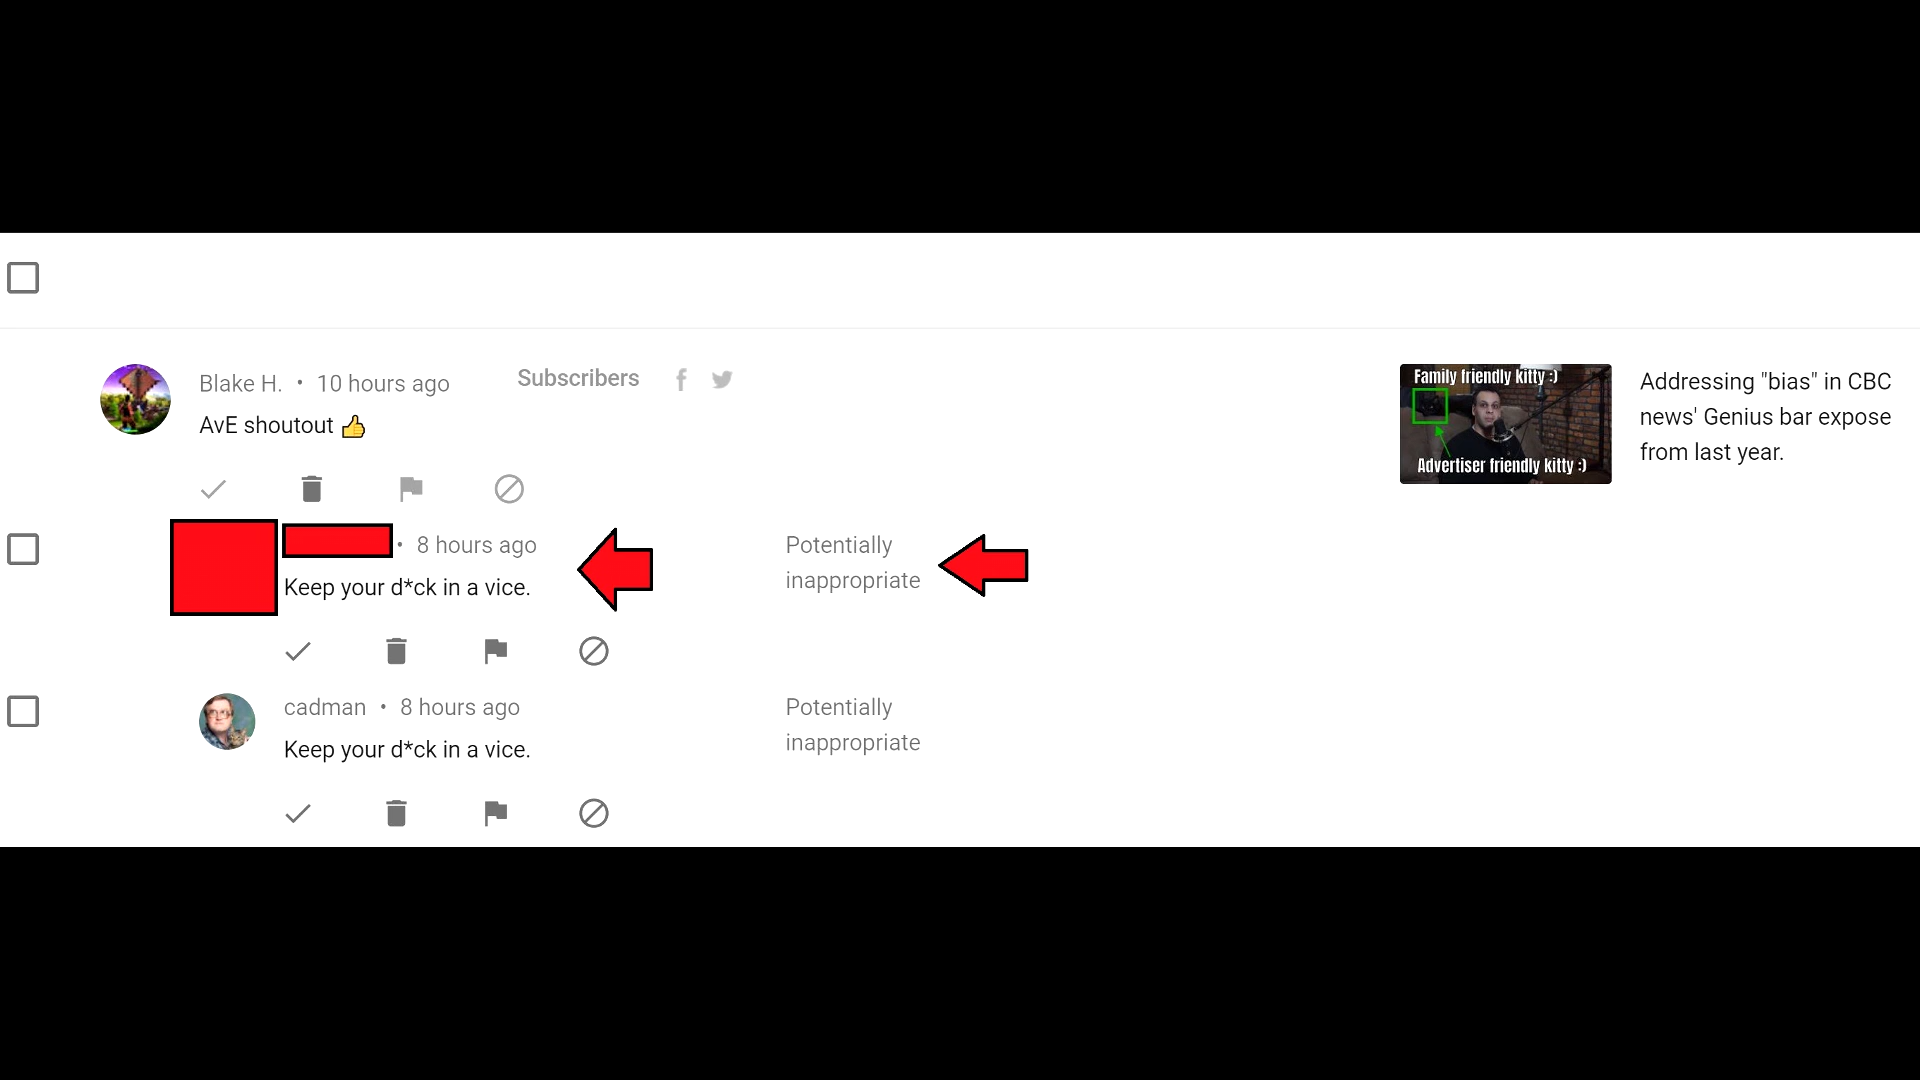 Blake H. • 10 hours ago
Subscribers
AvE shoutout 👍
Family friendly kitty :)
Advertiser friendly kitty :)
Addressing "bias" in CBC
news' Genius bar expose
from last year.
• 8 hours ago
Keep your d*ck in a vice.
Potentially
inappropriate
cadman • 8 hours ago
Keep your d*ck in a vice.
Potentially
inappropriate